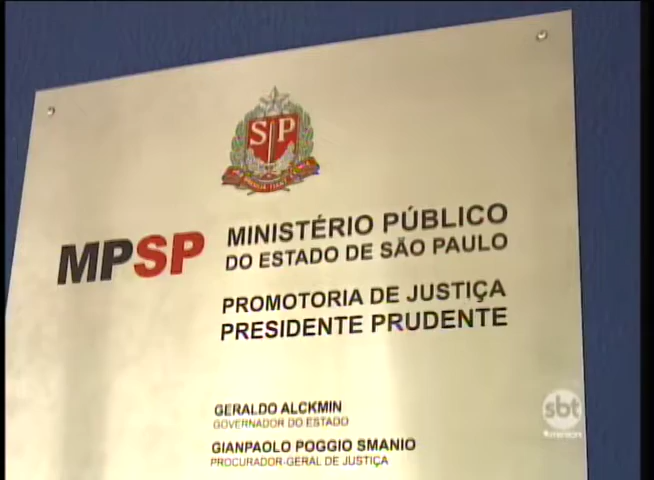 SP
MPSP
MINISTÉRIO PÚBLICO
DO ESTADO DE SÃO PAULO
PROMOTORIA DE JUSTIÇA
PRESIDENTE PRUDENTE
GERALDO ALCKMIN
GOVERNADOR DO ESTADO
GIANPAOLO POGGIO SMANIO
PROCURADOR-GERAL DE JUSTIÇA
sbt